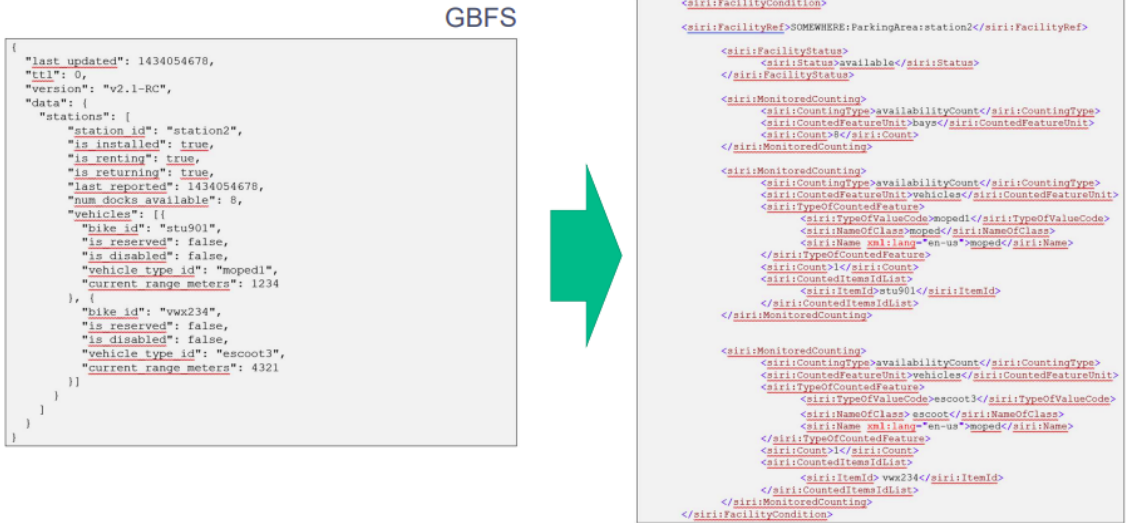 GBFS
{
"last_updated": 1434054678,
"ttl": 0,
"version": "v2.1-RC",
"data": {
"stations": [
"station_id": "station2",
"is_installed": true,
"is_renting": true,
"is_returning": true,
"last_reported": 1434054678,
"num_docks_available": 8,
"vehicles": [{
"bike_id": "stu901",
"is_reserved": false,
"is_disabled": false,
"vehicle_type_id": "moped1",
"current_range_meters": 1234
}, {
"bike_id": "vwx234",
"is_reserved": false,
"is_disabled": false,
"vehicle_type_id": "escoot3",
"current_range_meters": 4321
}]
}
]
}
}
<siri:FacilityCondition>
<siri:FacilityRef>SOMEWHERE:ParkingArea:station2</siri:FacilityRef>
<siri:FacilityStatus>
<siri:Status>available</siri:Status>
</siri:FacilityStatus>
<siri:MonitoredCounting>
<siri:CountingType>availabilityCount</siri:CountingType>
<siri:CountedFeatureUnit>bays</siri:CountedFeatureUnit>
<siri:Count>8</siri:Count>
</siri:MonitoredCounting>
<siri:MonitoredCounting>
<siri:CountingType>availabilityCount</siri:CountingType>
<siri:CountedFeatureUnit>vehicles</siri:CountedFeatureUnit>
<siri:TypeOfCountedFeature>
<siri:TypeOfValueCode>moped1</siri:TypeOfValueCode>
<siri:NameOfClass>moped</siri:NameOfClass>
<siri:Name xml:lang="en-us">moped</siri:Name>
</siri:TypeOfCountedFeature>
<siri:Count>1</siri:Count>
<siri:CountedItemsIdList>
<siri:ItemId>stu901</siri:ItemId>
</siri:CountedItemsIdList>
</siri:MonitoredCounting>
<siri:MonitoredCounting>
<siri:CountingType>availabilityCount</siri:CountingType>
<siri:CountedFeatureUnit>vehicles</siri:CountedFeatureUnit>
<siri:TypeOfCountedFeature>
<siri:TypeOfValueCode>escoot3</siri:TypeOfValueCode>
<siri:NameOfClass> escoot</siri:NameOfClass>
<siri:Name xml:lang="en-us">moped</siri:Name>
</siri:TypeOfCountedFeature>
<siri:Count>1</siri:Count>
<siri:CountedItemsIdList>
<siri:ItemId> vwx234</siri:ItemId>
</siri:CountedItemsIdList>
</siri:MonitoredCounting>
</siri:FacilityCondition>